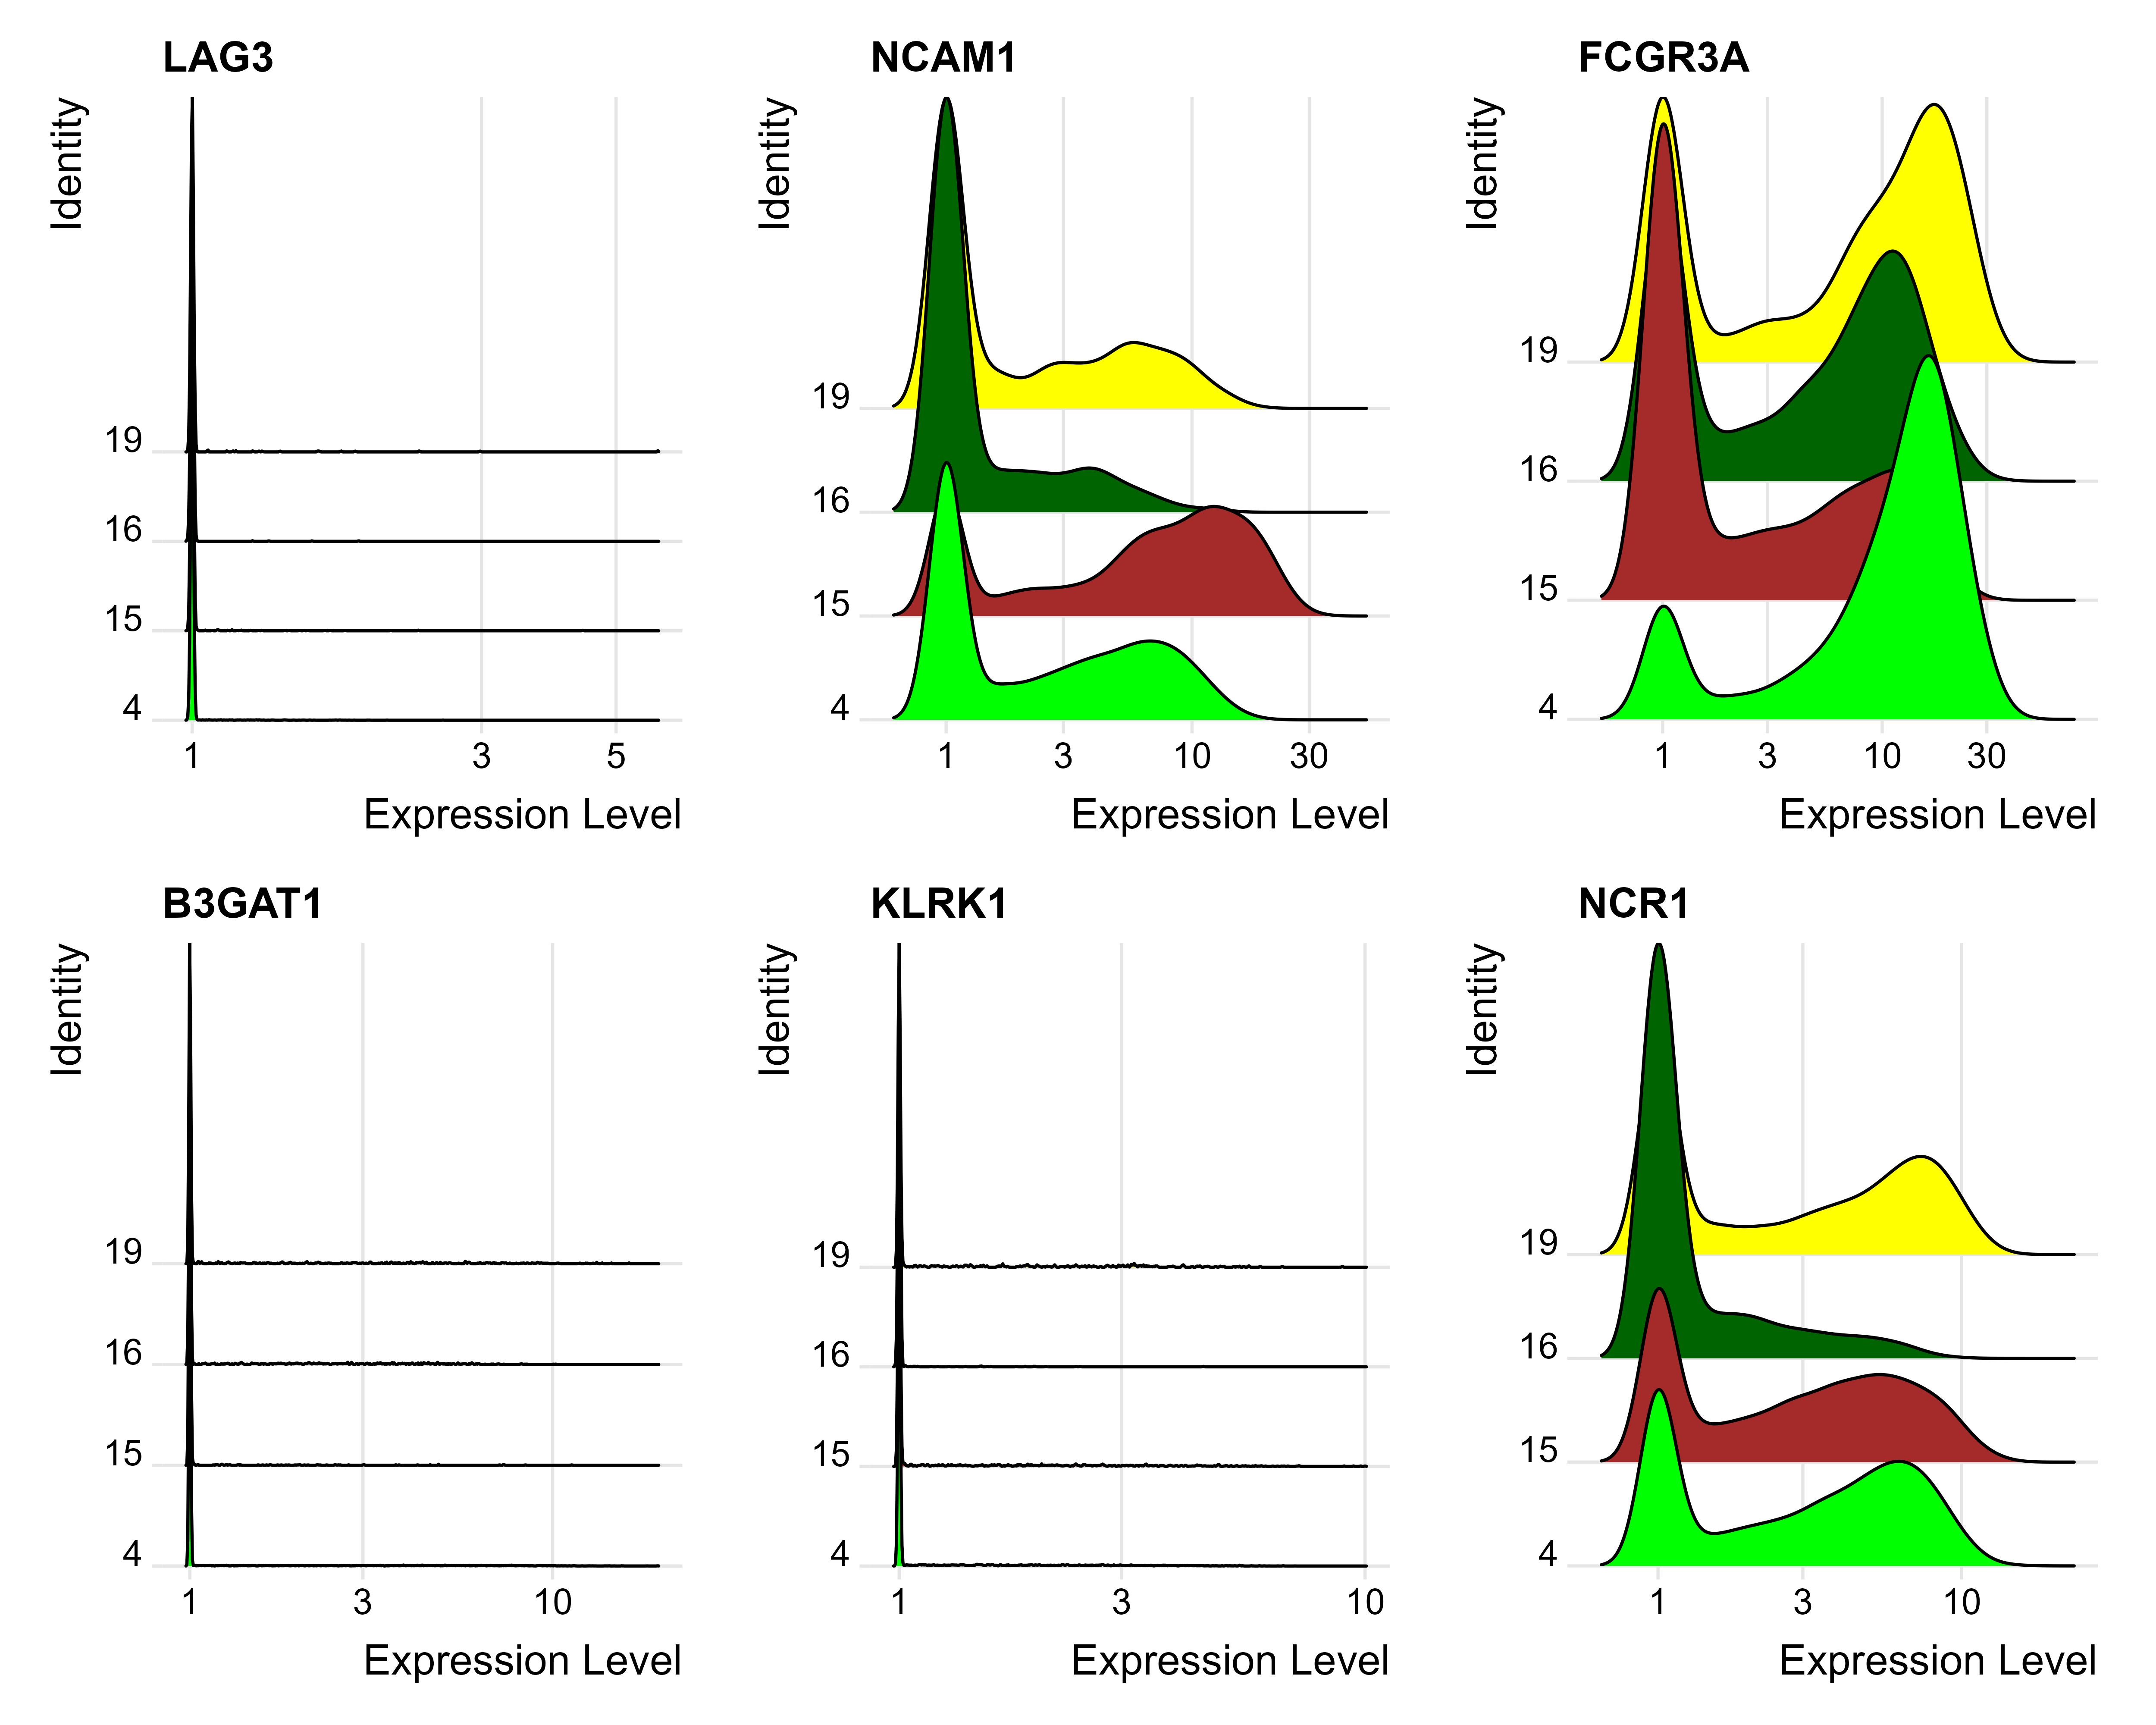 LAG3
Identity
19
16
15
4
1 3 5
Expression Level
NCAM1
Identity
19
16
15
4
1 3 10 30
Expression Level
FCGR3A
Identity
19
16
15
4
1 3 10 30
Expression Level
B3GAT1
Identity
19
16
15
4
1 3 10
Expression Level
KLRK1
Identity
19
16
15
4
1 3 10
Expression Level
NCR1
Identity
19
16
15
4
1 3 10
Expression Level